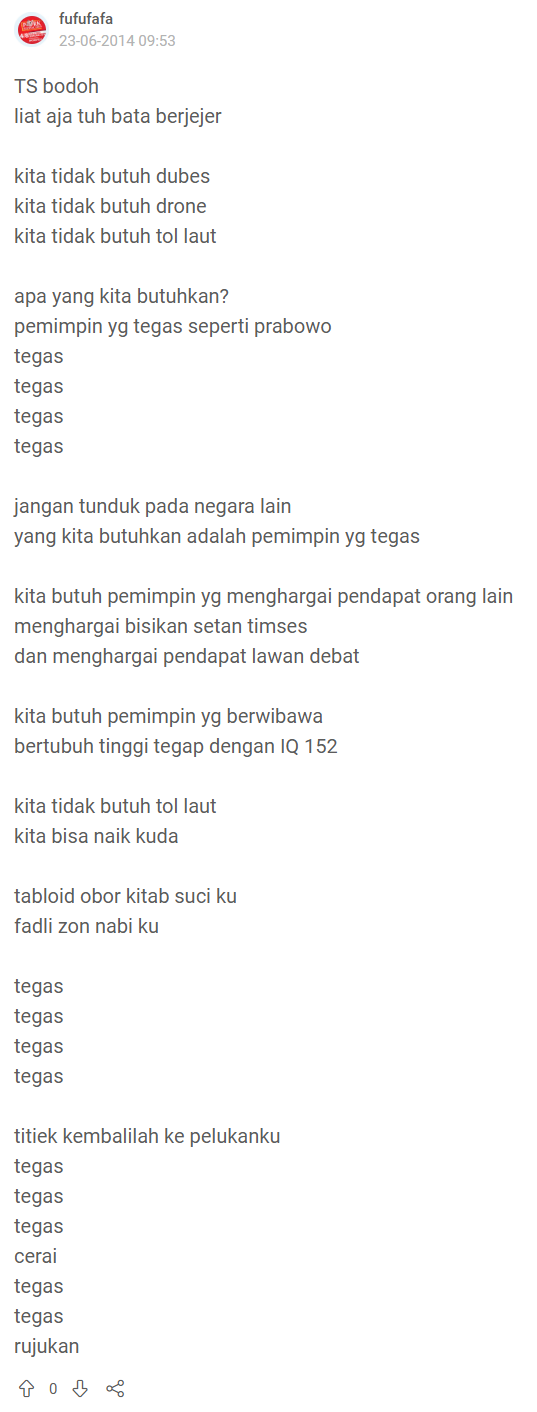 fufufafa
23-06-2014 09:53
TS bodoh
liat aja tuh bata berjejer
kita tidak butuh dubes
kita tidak butuh drone
kita tidak butuh tol laut
apa yang kita butuhkan?
pemimpin yg tegas seperti prabowo
tegas
tegas
tegas
tegas
jangan tunduk pada negara lain
yang kita butuhkan adalah pemimpin yg tegas
kita butuh pemimpin yg menghargai pendapat orang lain
menghargai bisikan setan timses
dan menghargai pendapat lawan debat
kita butuh pemimpin yg berwibawa
bertubuh tinggi tegap dengan IQ 152
kita tidak butuh tol laut
kita bisa naik kuda
tabloid obor kitab suci ku
fadli zon nabi ku
tegas
tegas
tegas
tegas
titiek kembalilah ke pelukanku
tegas
tegas
tegas
cerai
tegas
tegas
rujukan
0